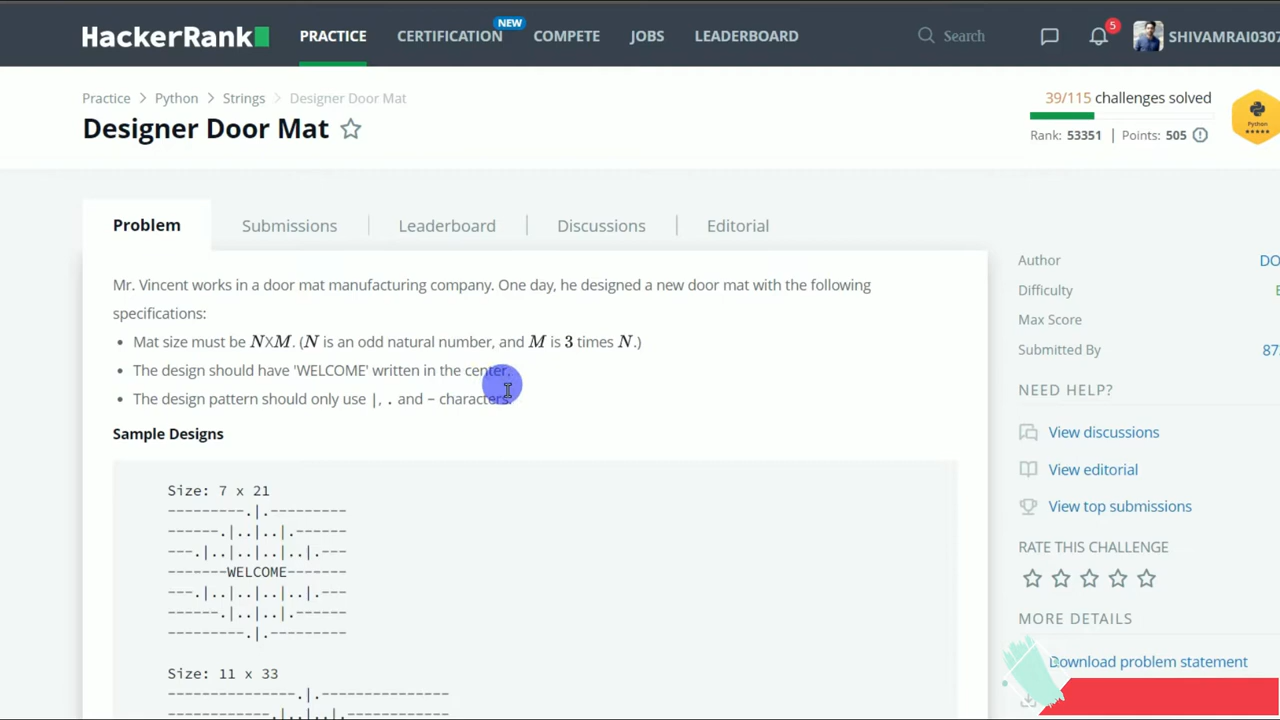 HackerRank PRACTICE CERTIFICATION NEW COMPETE JOBS LEADERBOARD Search 5 SHIVAMRAI0307
Practice > Python > Strings > Designer Door Mat
Designer Door Mat
39/115 challenges solved
Rank: 53351 | Points: 505
Python
Problem Submissions Leaderboard Discussions Editorial
Mr. Vincent works in a door mat manufacturing company. One day, he designed a new door mat with the following
specifications:
• Mat size must be NXM. (N is an odd natural number, and M is 3 times N.)
• The design should have 'WELCOME' written in the center.
• The design pattern should only use |, . and - characters.
Sample Designs
Size: 7 x 21
---------.|.---------
------.|..|..|.------
---.|..|..|..|..|.---
-------WELCOME-------
---.|..|..|..|..|.---
------.|..|..|.------
---------.|.---------
Size: 11 x 33
---------------.|.---------------
------------.|..|..|.------------
Author DO
Difficulty E
Max Score
Submitted By 87
NEED HELP?
View discussions
View editorial
View top submissions
RATE THIS CHALLENGE
MORE DETAILS
Download problem statement